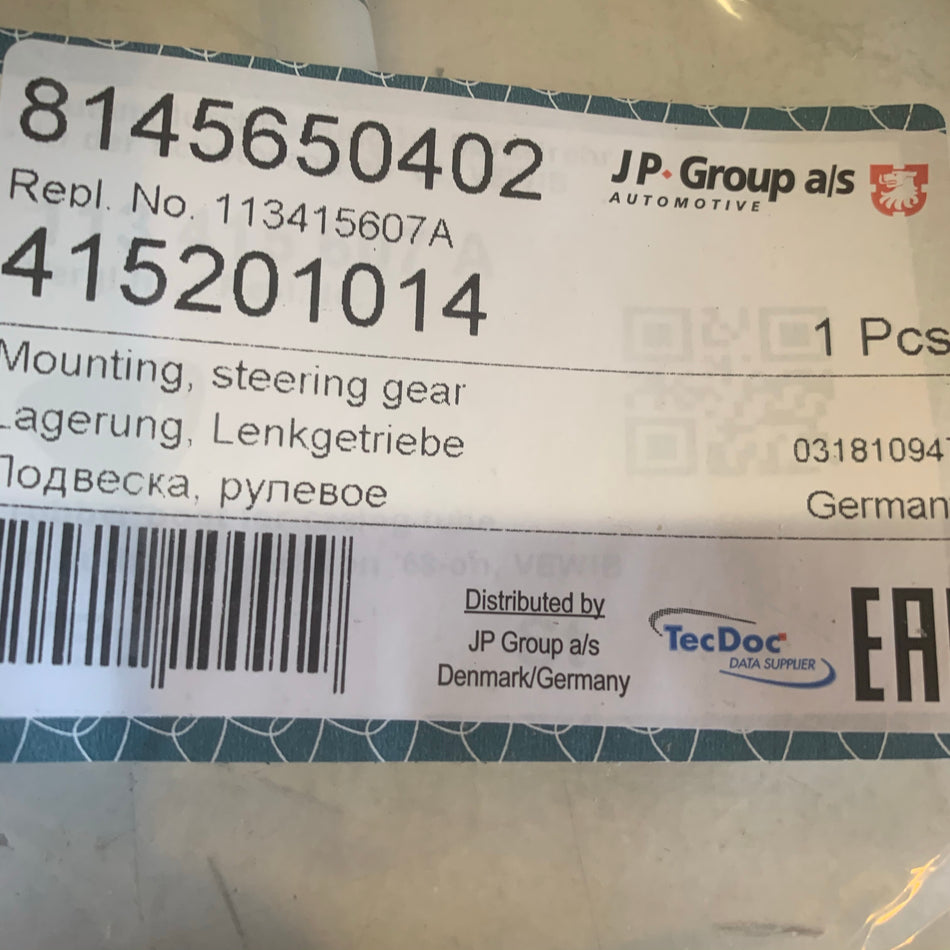 8145650402
JP Group a/s
AUTOMOTIVE
Repl. No. 113415607A
415201014
1 Pcs
Mounting, steering gear
Lagerung, Lenkgetriebe
Подвеска, рулевое
03181094
German
Distributed by
JP Group a/s
Denmark/Germany
TecDoc
DATA SUPPLIER
EAC